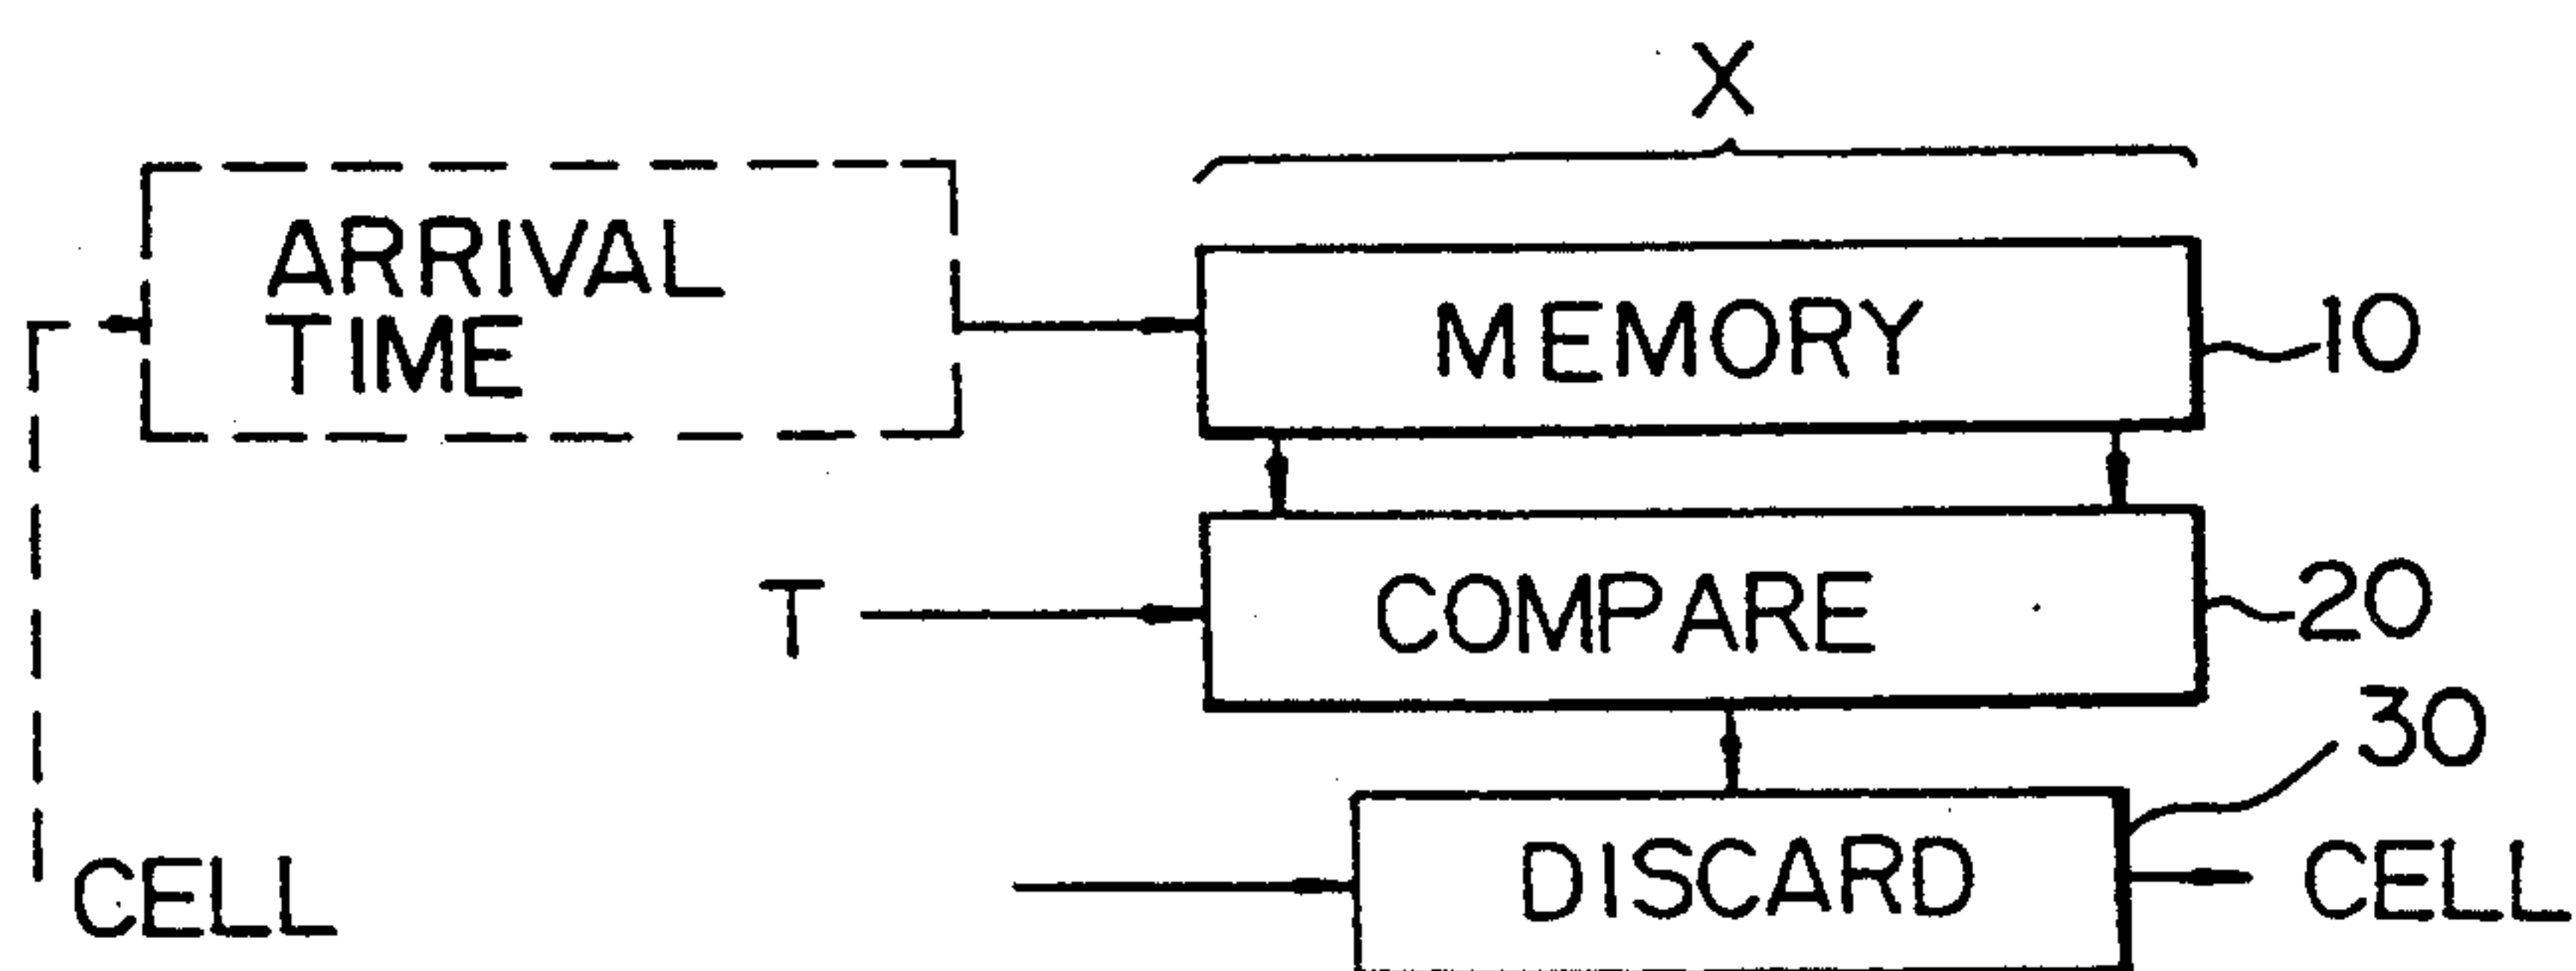 X
ARRIVAL
TIME
MEMORY
10
T
COMPARE
20
30
CELL
DISCARD
CELL